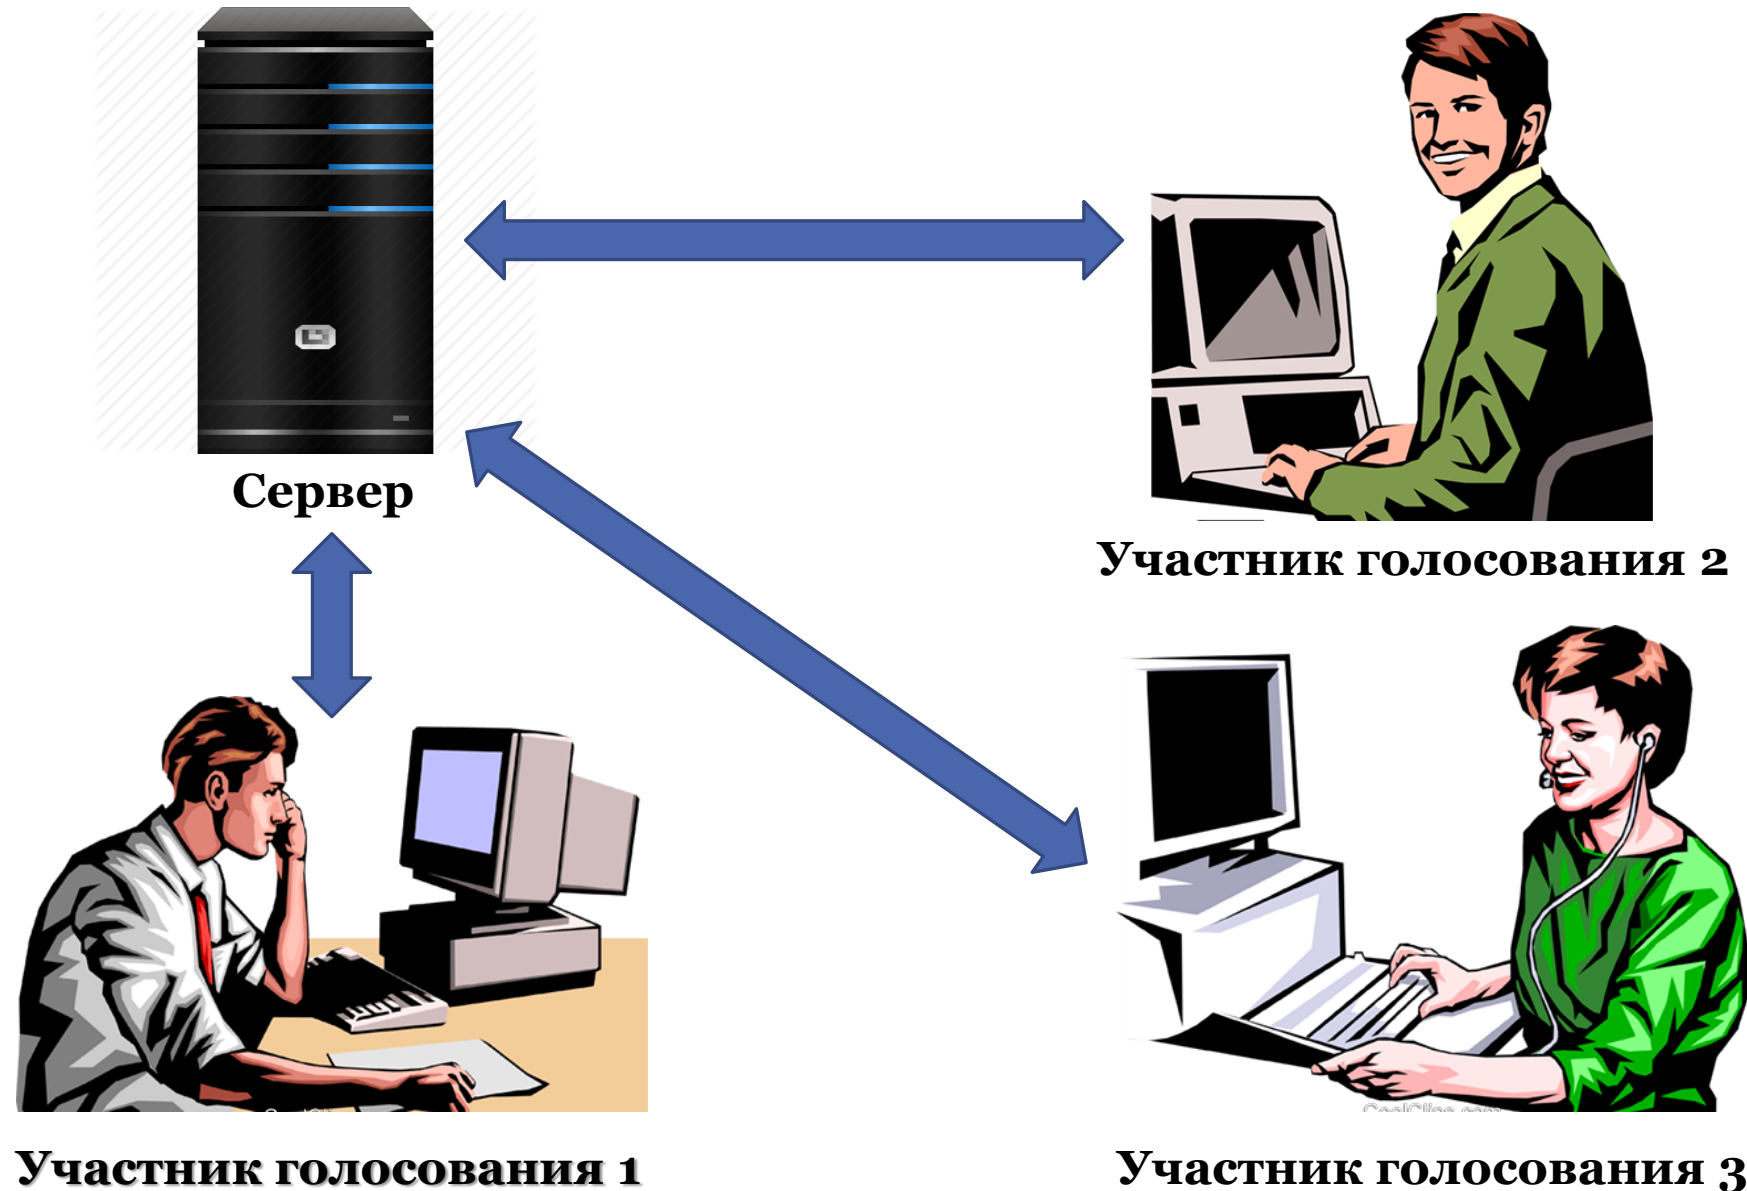 Сервер
Участник голосования 2
Участник голосования 1
Участник голосования 3